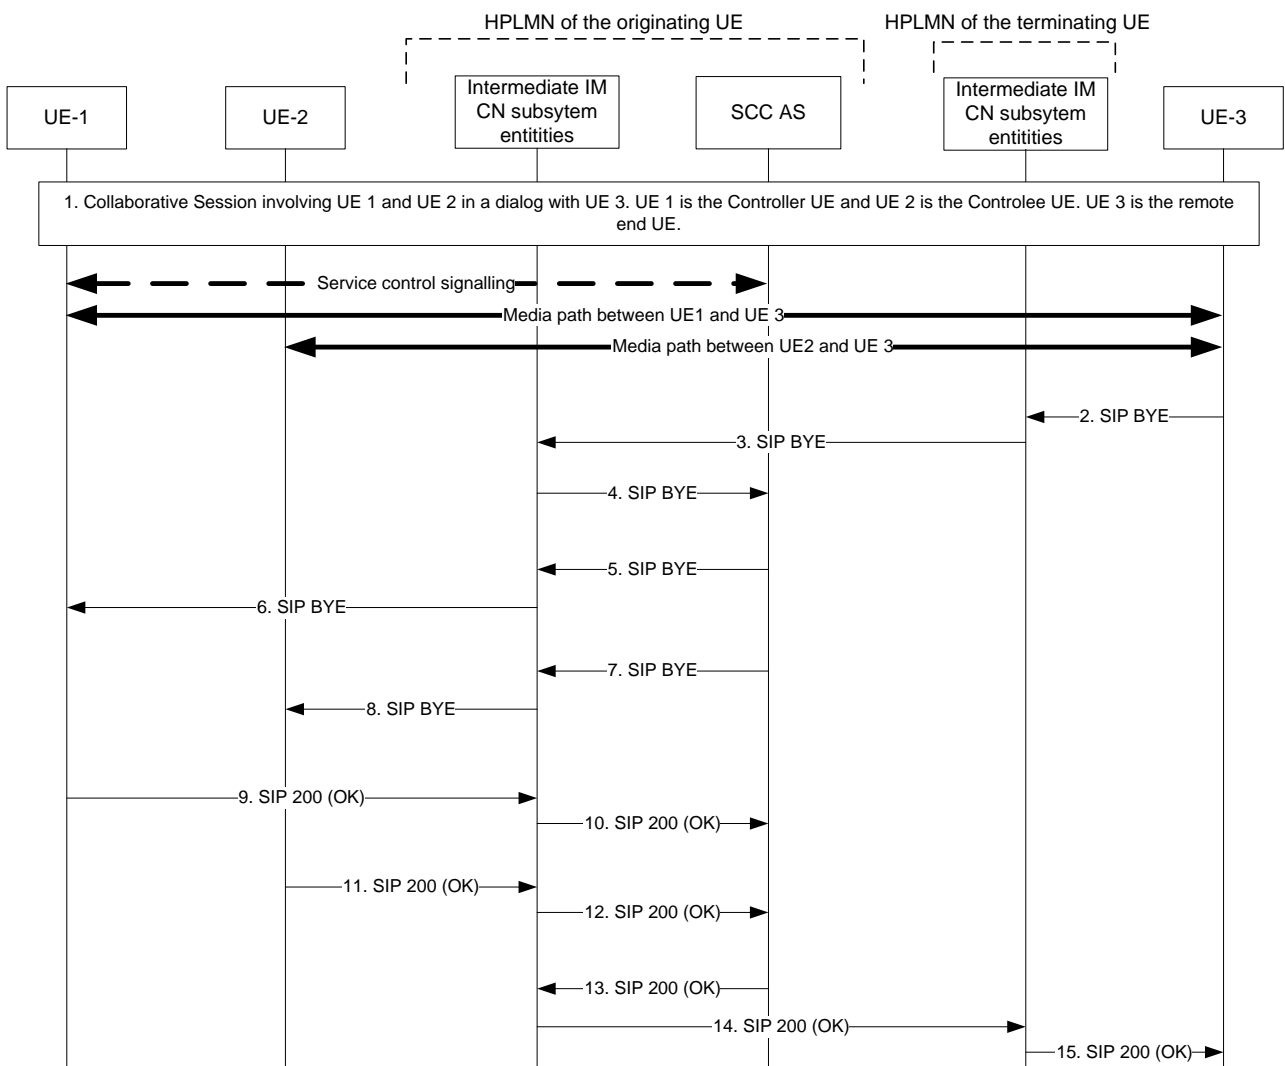 HPLMN of the originating UE
HPLMN of the terminating UE
UE-1
UE-2
Intermediate IM
CN subsytem
entitities
SCC AS
Intermediate IM
CN subsytem
entitities
UE-3
1. Collaborative Session involving UE 1 and UE 2 in a dialog with UE 3. UE 1 is the Controller UE and UE 2 is the Controlee UE. UE 3 is the remote
end UE.
Service control signalling
Media path between UE1 and UE 3
Media path between UE2 and UE 3
2. SIP BYE
3. SIP BYE
4. SIP BYE
5. SIP BYE
6. SIP BYE
7. SIP BYE
8. SIP BYE
9. SIP 200 (OK)
10. SIP 200 (OK)
11. SIP 200 (OK)
12. SIP 200 (OK)
13. SIP 200 (OK)
14. SIP 200 (OK)
15. SIP 200 (OK)